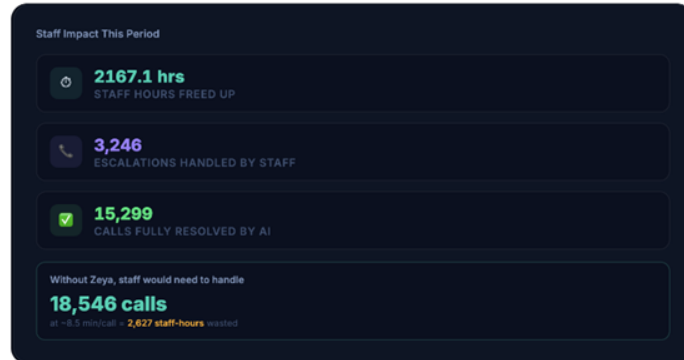 Staff Impact This Period
2167.1 hrs
STAFF HOURS FREED UP
3,246
ESCALATIONS HANDLED BY STAFF
15,299
CALLS FULLY RESOLVED BY AI
Without Zeya, staff would need to handle
18,546 calls
at ~8.5 min/call = 2,627 staff-hours wasted